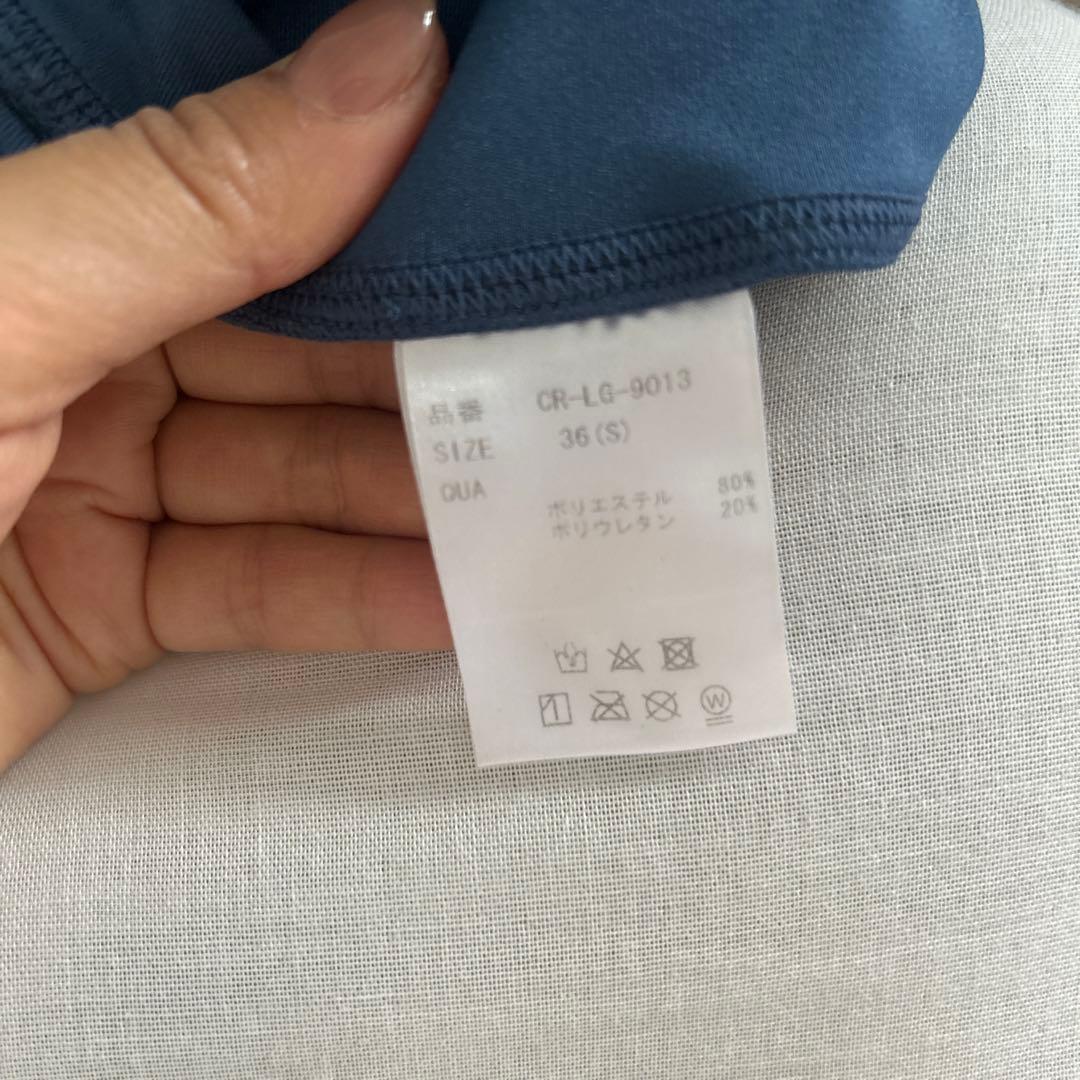 品番 CR-LG-9013
SIZE 36(S)
QUA
ポリエステル 80%
ポリウレタン 20%
W